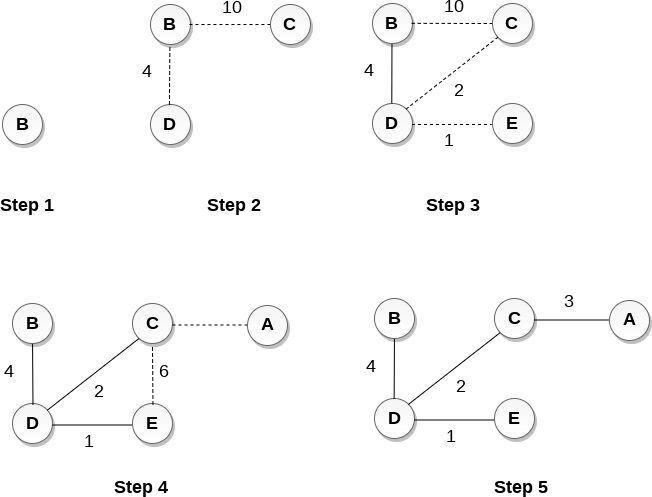 B 10 C
4
D
B
Step 1
Step 2
B 10 C
4
2
D E
1
Step 3
B C A
4 6
2
D E
1
Step 4
B C 3 A
4
2
D E
1
Step 5